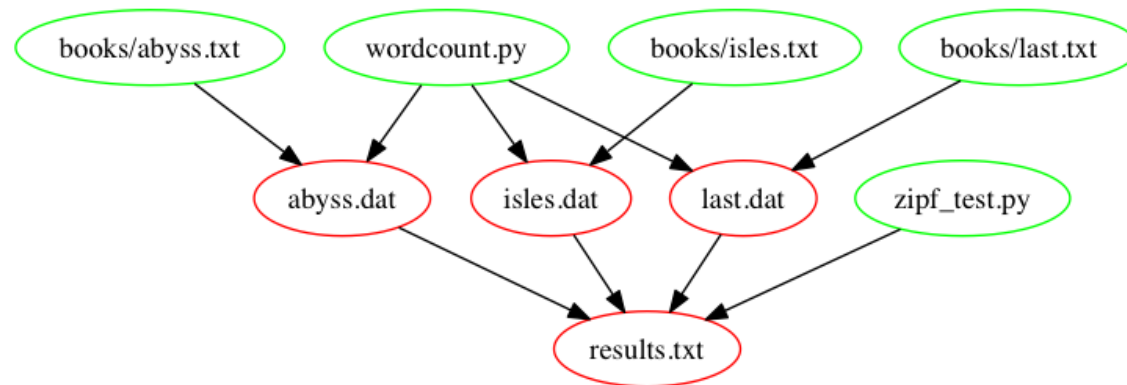 books/abyss.txt
wordcount.py
books/isles.txt
books/last.txt
abyss.dat
isles.dat
last.dat
zipf_test.py
results.txt